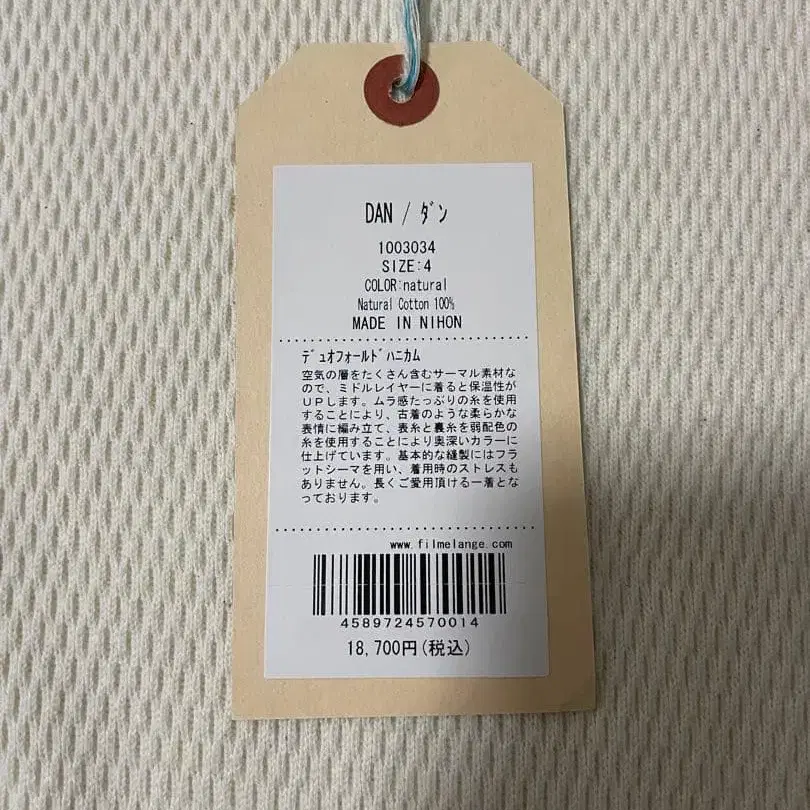 DAN / ﾀﾞﾝ
1003034
SIZE:4
COLOR:natural
Natural Cotton 100%
MADE IN NIHON
ﾃﾞｭｵﾌｫｰﾙﾄﾞﾊﾆｶﾑ
空気の層をたくさん含むサーマル素材な
ので、ミドルレイヤーに着ると保温性が
ＵＰします。ムラ感たっぷりの糸を使用
することにより、古着のような柔らかな
表情に編み立て、表糸と裏糸を弱配色の
糸を使用することにより奥深いカラーに
仕上げています。基本的な縫製にはフラ
ットシーマを用い、着用時のストレスも
ありません。長くご愛用頂ける一着とな
っております。
www.filmelange.com
4589724570014
18,700円(税込)